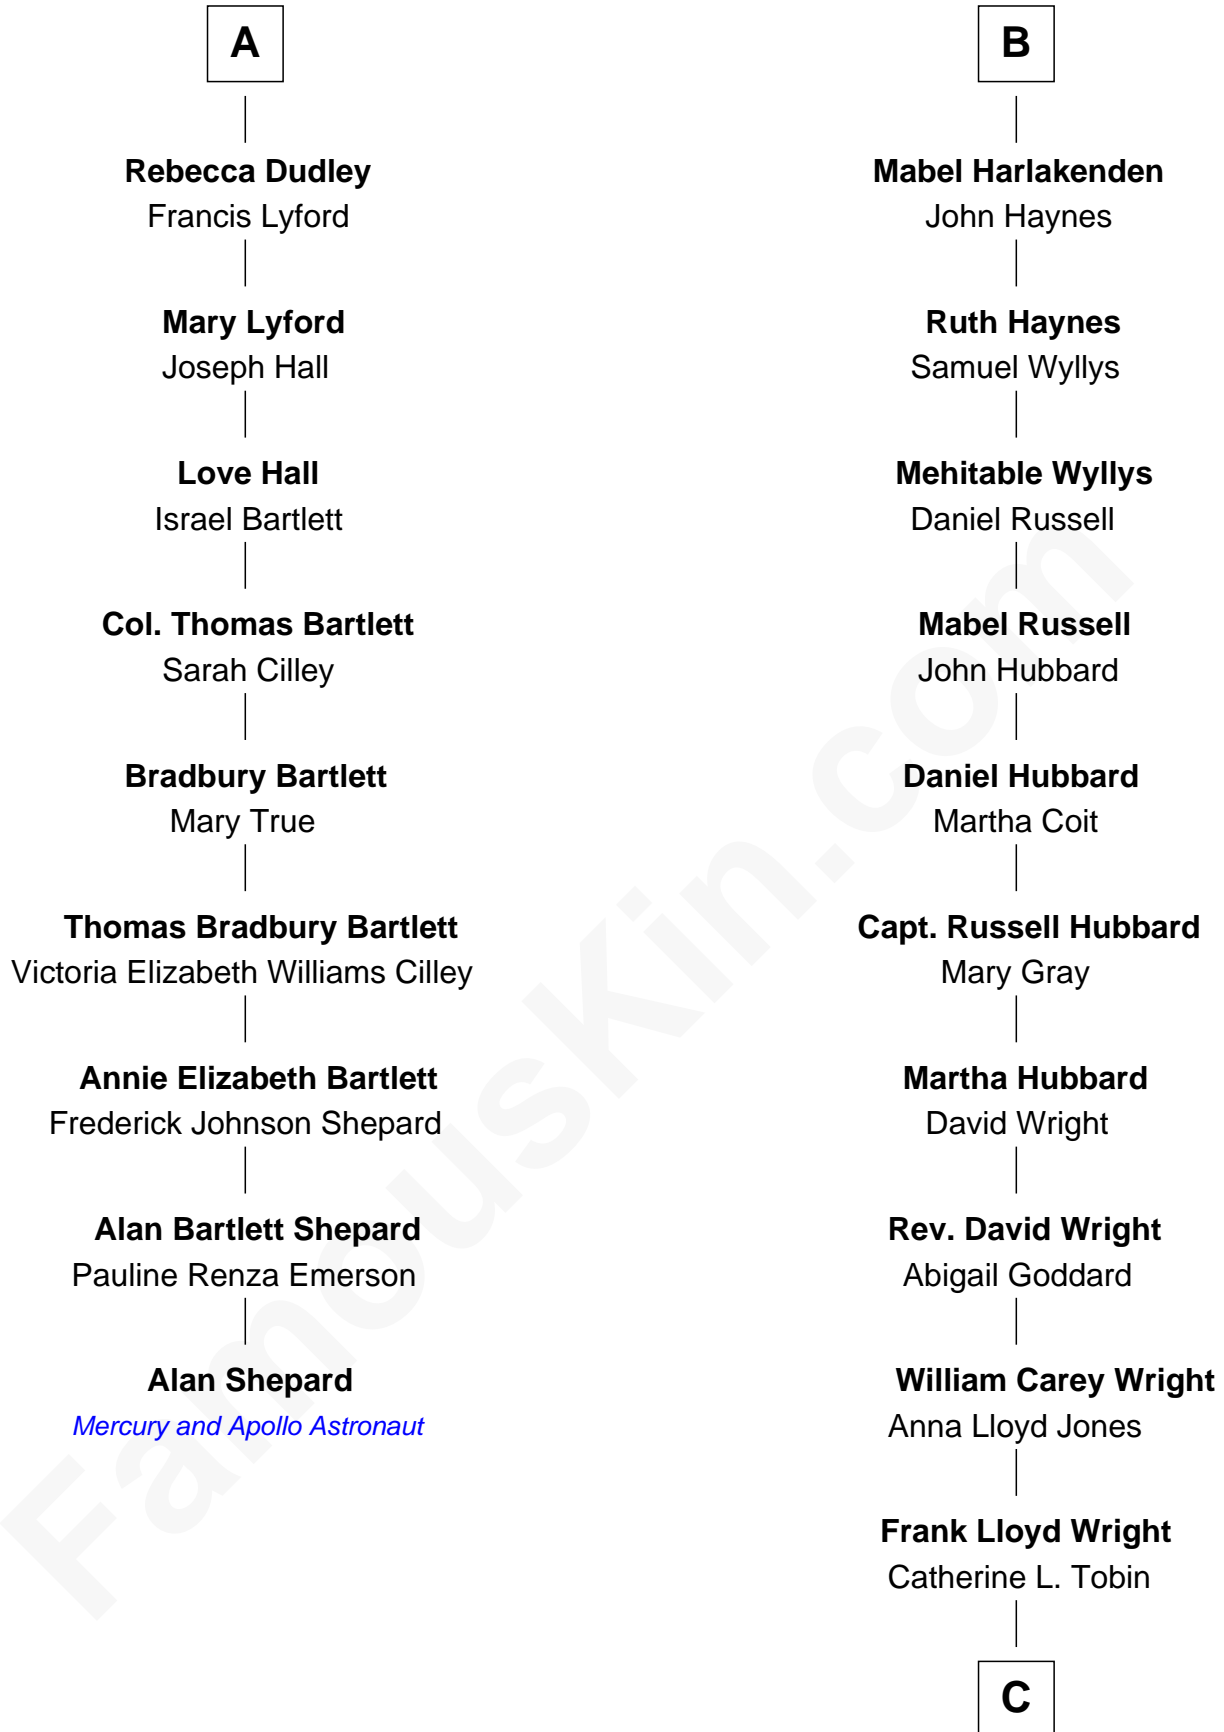 A
Rebecca Dudley
Francis Lyford
Mary Lyford
Joseph Hall
Love Hall
Israel Bartlett
Col. Thomas Bartlett
Sarah Cilley
Bradbury Bartlett
Mary True
Thomas Bradbury Bartlett
Victoria Elizabeth Williams Cilley
Annie Elizabeth Bartlett
Frederick Johnson Shepard
Alan Bartlett Shepard
Pauline Renza Emerson
Alan Shepard
Mercury and Apollo Astronaut
B
Mabel Harlakenden
John Haynes
Ruth Haynes
Samuel Wyllys
Mehitable Wyllys
Daniel Russell
Mabel Russell
John Hubbard
Daniel Hubbard
Martha Coit
Capt. Russell Hubbard
Mary Gray
Martha Hubbard
David Wright
Rev. David Wright
Abigail Goddard
William Carey Wright
Anna Lloyd Jones
Frank Lloyd Wright
Catherine L. Tobin
C
FamousKin.com